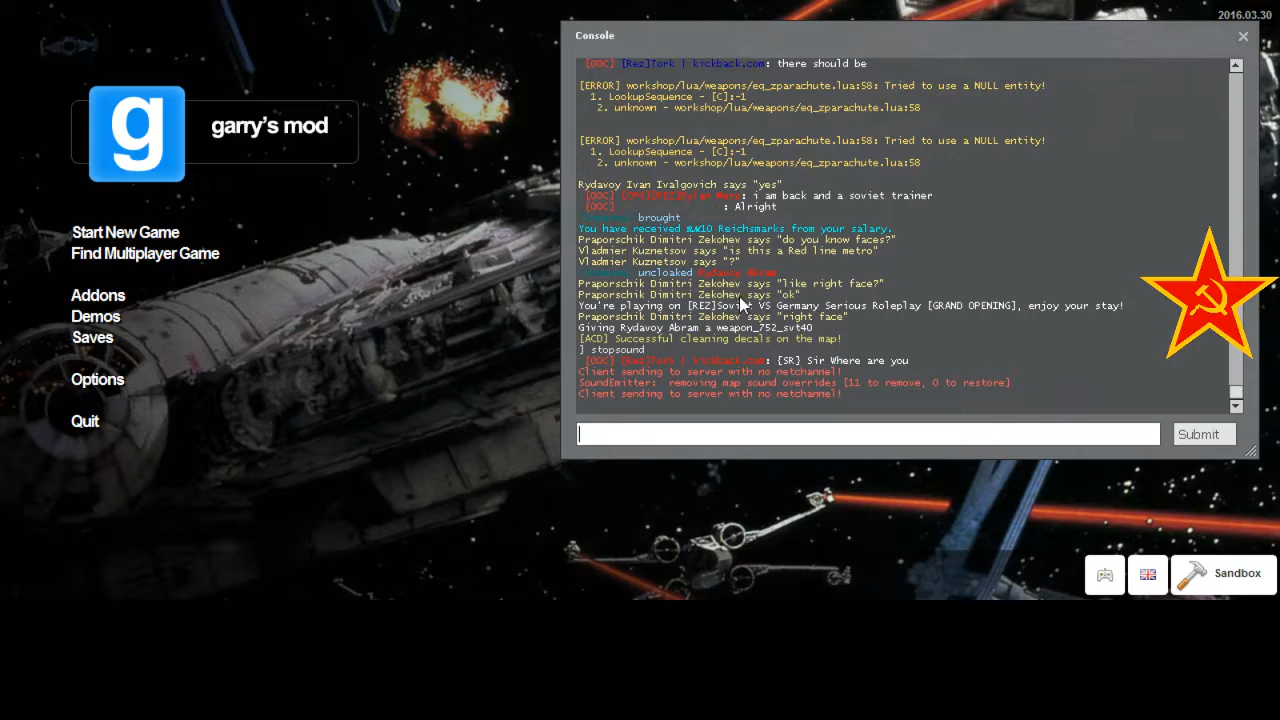 2016.03.30
g
garry's mod
Start New Game
Find Multiplayer Game
Addons
Demos
Saves
Options
Quit
Console
[OOC] [Rez]Tork | kickback.com: there should be
[ERROR] workshop/lua/weapons/eq_zparachute.lua:58: Tried to use a NULL entity!
1. LookupSequence - [C]:-1
2. unknown - workshop/lua/weapons/eq_zparachute.lua:58
[ERROR] workshop/lua/weapons/eq_zparachute.lua:58: Tried to use a NULL entity!
1. LookupSequence - [C]:-1
2. unknown - workshop/lua/weapons/eq_zparachute.lua:58
Rydavoy Ivan Ivalgovich says "yes"
[OOC] : i am back and a soviet trainer
[OOC] : Alright
brought
You have received 10 Reichsmarks from your salary.
Praporschik Dimitri Zekohev says "do you know faces?"
Vladmier Kuznetsov says "is this a Red line metro"
Vladmier Kuznetsov says "?"
uncloaked Rydavoy Abram
Praporschik Dimitri Zekohev says "like right face?"
Praporschik Dimitri Zekohev says "ok"
You're playing on [REZ]Soviet VS Germany Serious Roleplay [GRAND OPENING], enjoy your stay!
Praporschik Dimitri Zekohev says "right face"
Giving Rydavoy Abram a weapon_752_svt40
[ACD] Successful cleaning decals on the map!
] stopsound
[OOC] [Rez]Tork | kickback.com: {SR} Sir Where are you
Client sending to server with no netchannel!
SoundEmitter: removing map sound overrides [11 to remove, 0 to restore]
Client sending to server with no netchannel!
Submit
Sandbox